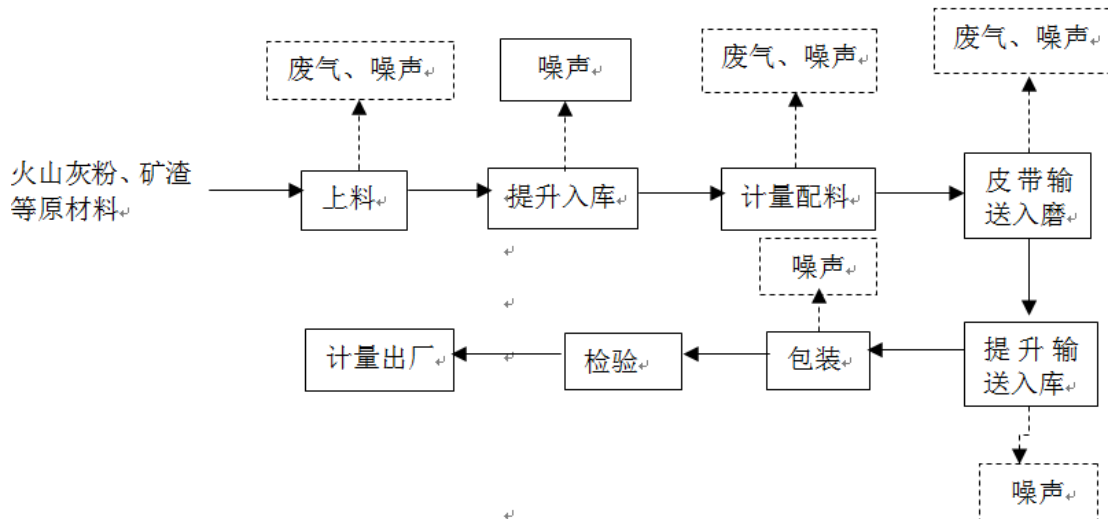 废气、噪声
噪声
废气、噪声
废气、噪声
火山灰粉、矿渣
等原材料
上料
提升入库
计量配料
皮带输
送入磨
噪声
计量出厂
检验
包装
提升输
送入库
噪声